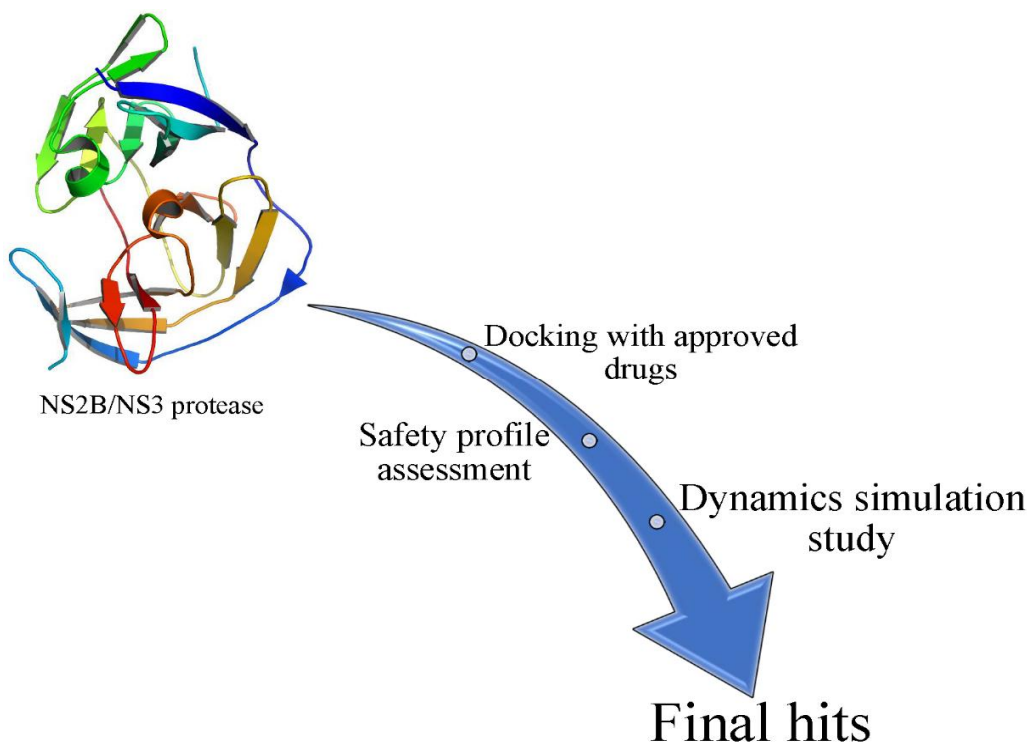 NS2B/NS3 protease
Docking with approved
drugs
Safety profile
assessment
Dynamics simulation
study
Final hits